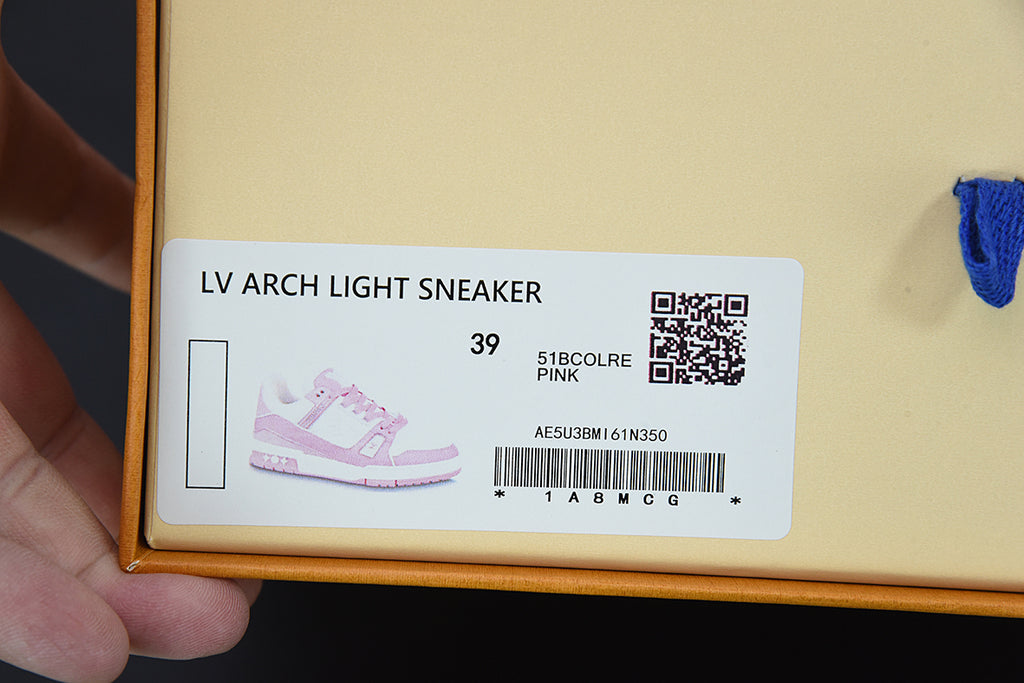 LV ARCH LIGHT SNEAKER
39
51BCOLRE
PINK
AE5U3BMI61N350
* 1A8MCG *